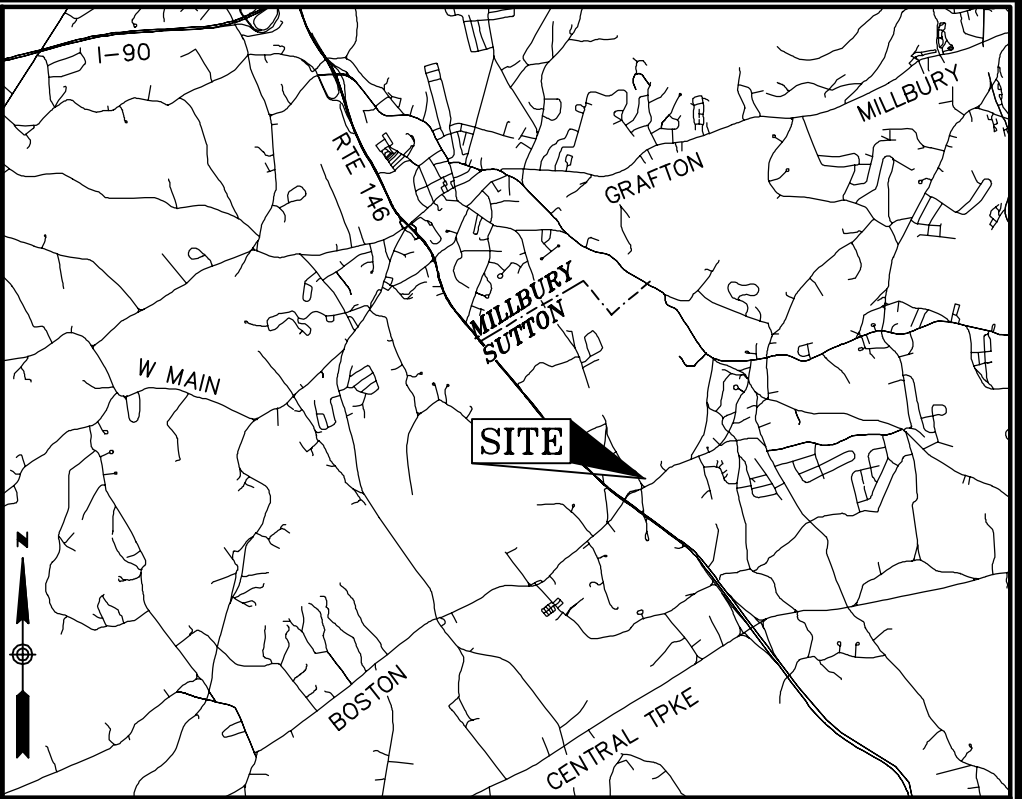 I-90
MILLBURY
RTE 146
GRAFTON
MILLBURY
SUTTON
W MAIN
SITE
N
BOSTON
CENTRAL TPKE